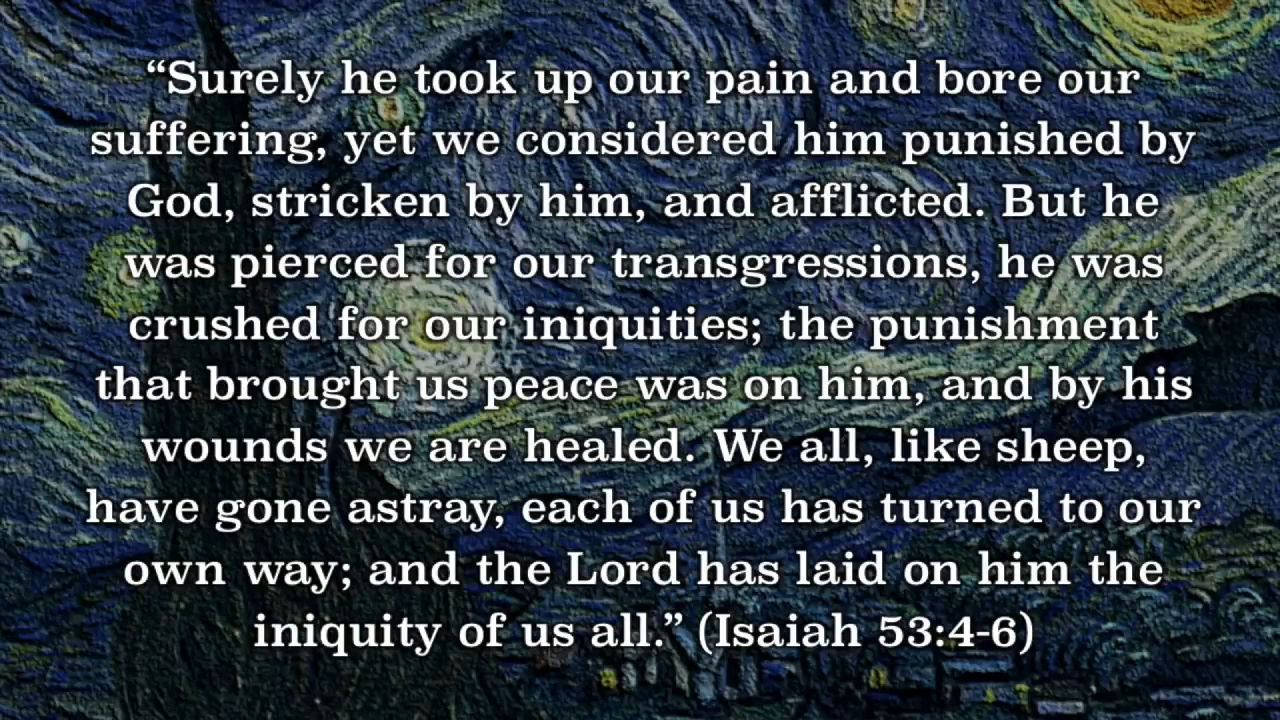 “Surely he took up our pain and bore our
suffering, yet we considered him punished by
God, stricken by him, and afflicted. But he
was pierced for our transgressions, he was
crushed for our iniquities; the punishment
that brought us peace was on him, and by his
wounds we are healed. We all, like sheep,
have gone astray, each of us has turned to our
own way; and the Lord has laid on him the
iniquity of us all.” (Isaiah 53:4-6)